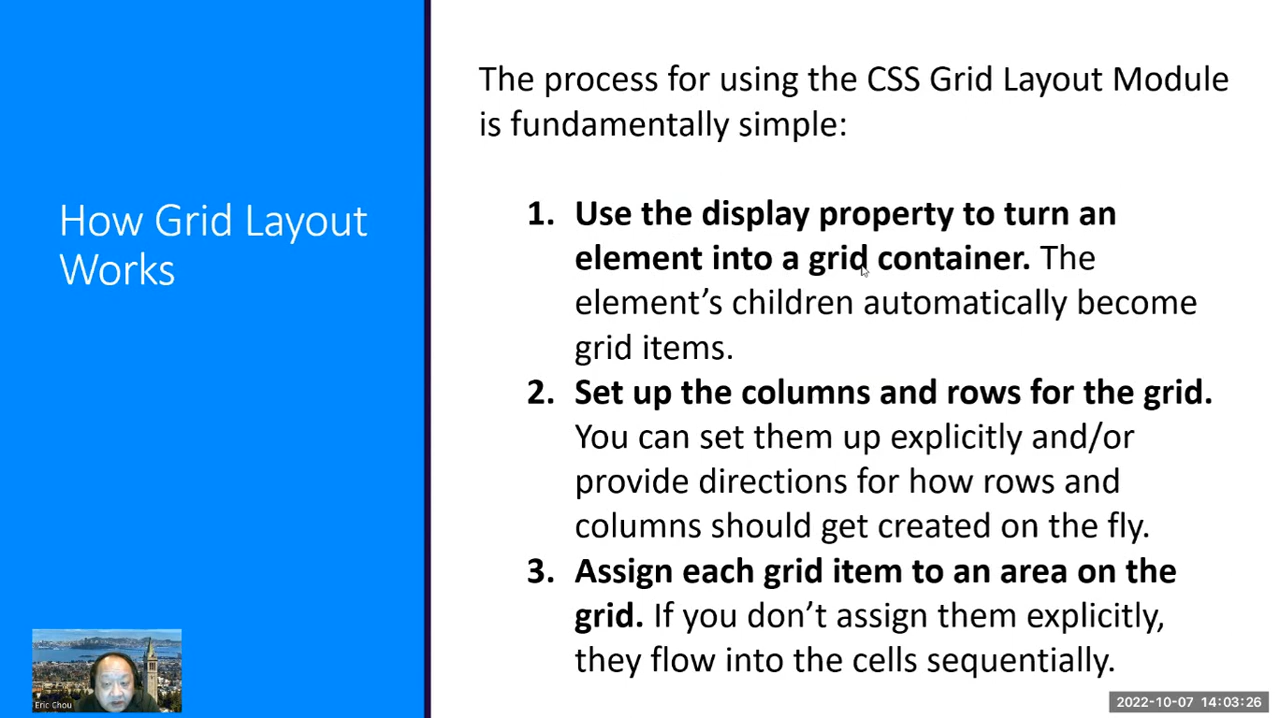 How Grid Layout
Works
The process for using the CSS Grid Layout Module
is fundamentally simple:
1. Use the display property to turn an
element into a grid container. The
element’s children automatically become
grid items.
2. Set up the columns and rows for the grid.
You can set them up explicitly and/or
provide directions for how rows and
columns should get created on the fly.
3. Assign each grid item to an area on the
grid. If you don’t assign them explicitly,
they flow into the cells sequentially.
Eric Chou
2022-10-07 14:03:26